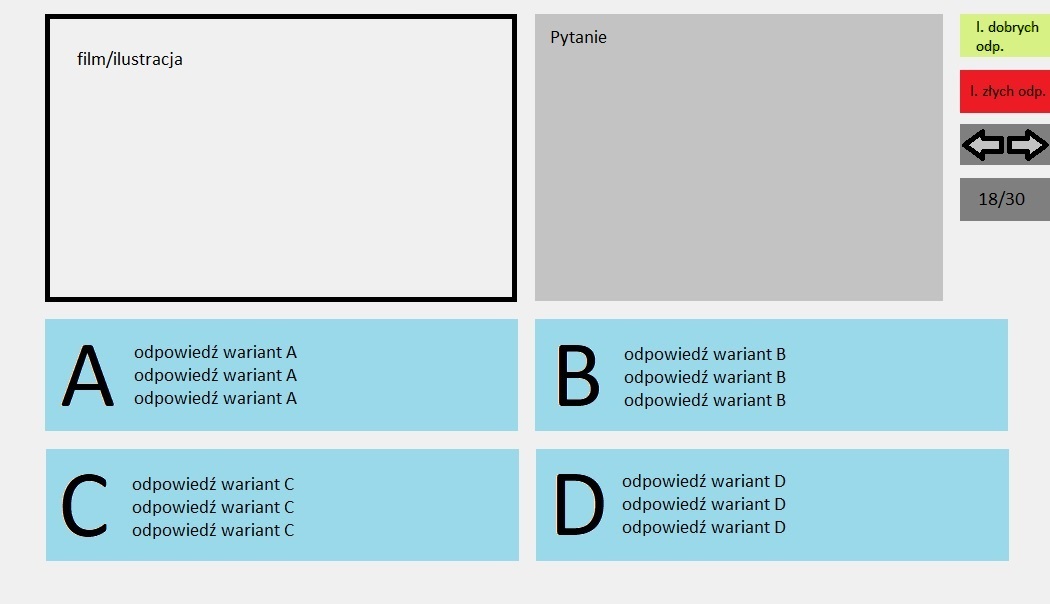 film/ilustracja
Pytanie
l. dobrych
odp.
l. złych odp.
18/30
A
odpowiedź wariant A
odpowiedź wariant A
odpowiedź wariant A
B
odpowiedź wariant B
odpowiedź wariant B
odpowiedź wariant B
C
odpowiedź wariant C
odpowiedź wariant C
odpowiedź wariant C
D
odpowiedź wariant D
odpowiedź wariant D
odpowiedź wariant D